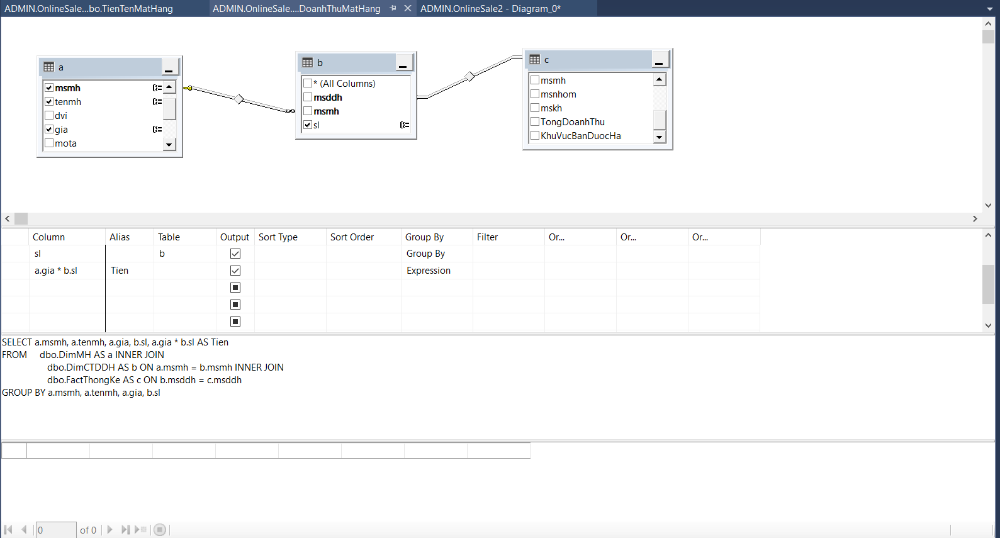 ADMIN.OnlineSale...bo.TienTenMatHang
ADMIN.OnlineSale....DoanhThuMatHang
ADMIN.OnlineSale2 - Diagram_0*
a
msmh
tenmh
dvi
gia
mota
b
* (All Columns)
msddh
msmh
sl
c
msmh
msnhom
mskh
TongDoanhThu
KhuVucBanDuocHa
Column Alias Table Output Sort Type Sort Order Group By Filter Or... Or... Or...
sl b Group By
a.gia * b.sl Tien Expression
SELECT a.msmh, a.tenmh, a.gia, b.sl, a.gia * b.sl AS Tien
FROM dbo.DimMH AS a INNER JOIN
dbo.DimCTDDH AS b ON a.msmh = b.msmh INNER JOIN
dbo.FactThongKe AS c ON b.msddh = c.msddh
GROUP BY a.msmh, a.tenmh, a.gia, b.sl
0 of 0